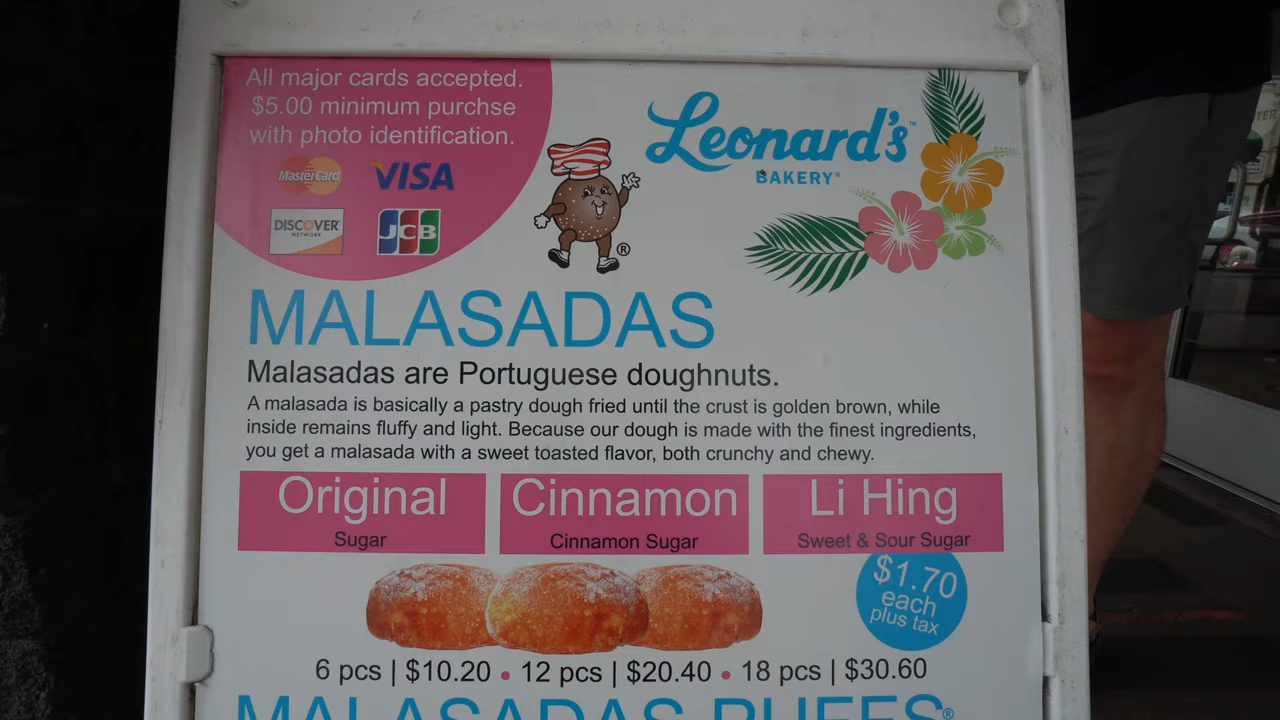 All major cards accepted.
$5.00 minimum purchse
with photo identification.
MasterCard VISA
DISCOVER
NETWORK
JCB
®
Leonard's™
BAKERY®
MALASADAS
Malasadas are Portuguese doughnuts.
A malasada is basically a pastry dough fried until the crust is golden brown, while
inside remains fluffy and light. Because our dough is made with the finest ingredients,
you get a malasada with a sweet toasted flavor, both crunchy and chewy.
Original
Sugar
Cinnamon
Cinnamon Sugar
Li Hing
Sweet & Sour Sugar
$1.70
each
plus tax
6 pcs | $10.20 • 12 pcs | $20.40 • 18 pcs | $30.60
MALASADAS PUFFS®